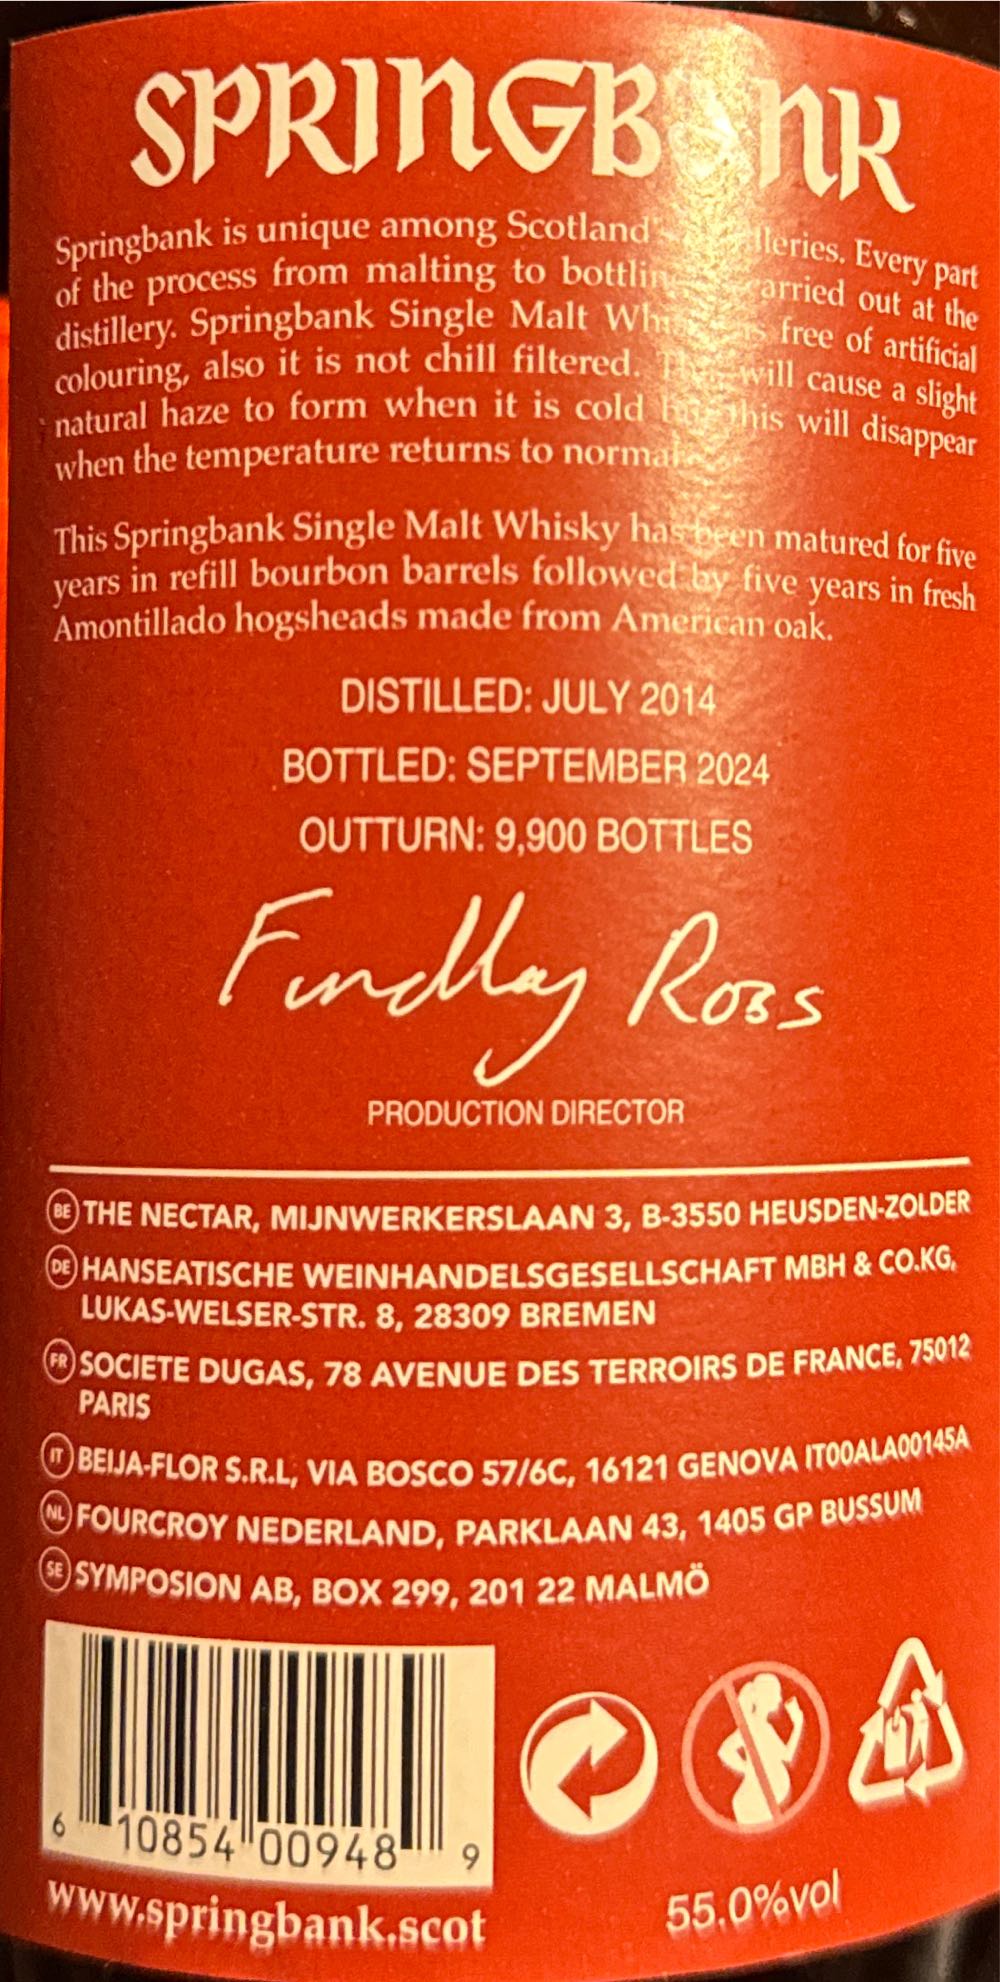 SPRINGBANK
Springbank is unique among Scotland's distilleries. Every part
of the process from malting to bottling is carried out at the
distillery. Springbank Single Malt Whisky is free of artificial
colouring, also it is not chill filtered. This will cause a slight
natural haze to form when it is cold but this will disappear
when the temperature returns to normal.
This Springbank Single Malt Whisky has been matured for five
years in refill bourbon barrels followed by five years in fresh
Amontillado hogsheads made from American oak.
DISTILLED: JULY 2014
BOTTLED: SEPTEMBER 2024
OUTTURN: 9,900 BOTTLES
Findlay Ross
PRODUCTION DIRECTOR
BE THE NECTAR, MIJNWERKERSLAAN 3, B-3550 HEUSDEN-ZOLDER
DE HANSEATISCHE WEINHANDELSGESELLSCHAFT MBH & CO.KG,
LUKAS-WELSER-STR. 8, 28309 BREMEN
FR SOCIETE DUGAS, 78 AVENUE DES TERROIRS DE FRANCE, 75012
PARIS
IT BEIJA-FLOR S.R.L, VIA BOSCO 57/6C, 16121 GENOVA IT00ALA00145A
NL FOURCROY NEDERLAND, PARKLAAN 43, 1405 GP BUSSUM
SE SYMPOSION AB, BOX 299, 201 22 MALMÖ
6 10854 00948 9
www.springbank.scot
55.0%vol